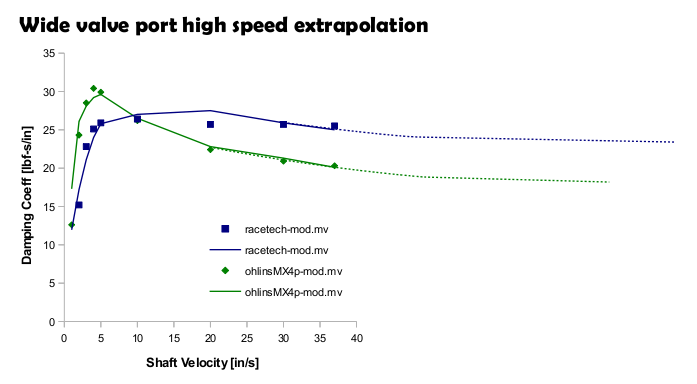 Wide valve port high speed extrapolation
35
30
25
20
15
10
5
0
Damping Coeff [lbf-s/in]
racetech-mod.mv
racetech-mod.mv
ohlinsMX4p-mod.mv
ohlinsMX4p-mod.mv
0 5 10 15 20 25 30 35 40
Shaft Velocity [in/s]